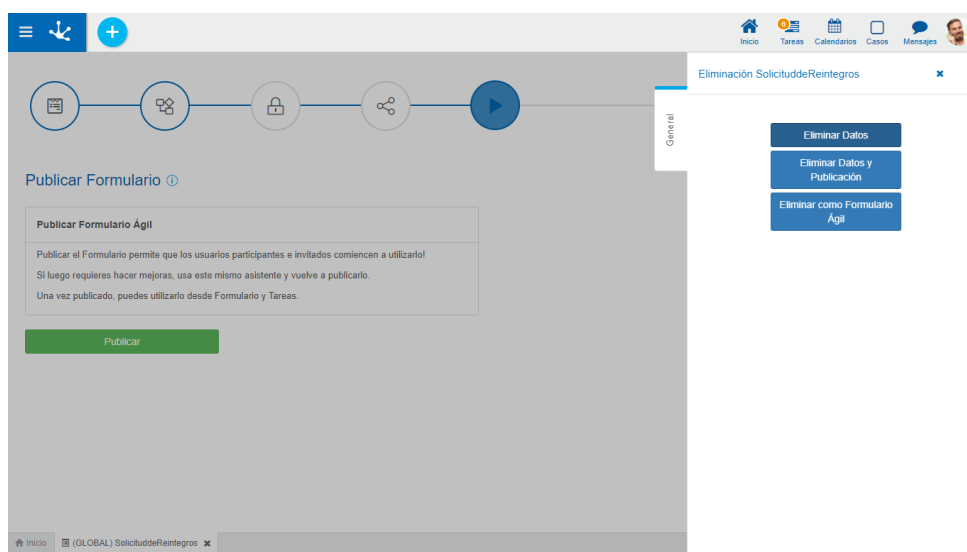 Inicio
6
Tareas
Calendarios
Casos
Mensajes
Eliminación SolicituddeReintegros
General
Eliminar Datos
Eliminar Datos y
Publicación
Eliminar como Formulario
Ágil
Publicar Formulario
Publicar Formulario Ágil
Publicar el Formulario permite que los usuarios participantes e invitados comiencen a utilizarlo!
Si luego requieres hacer mejoras, usa este mismo asistente y vuelve a publicarlo.
Una vez publicado, puedes utilizarlo desde Formulario y Tareas.
Publicar
Inicio
(GLOBAL) SolicituddeReintegros